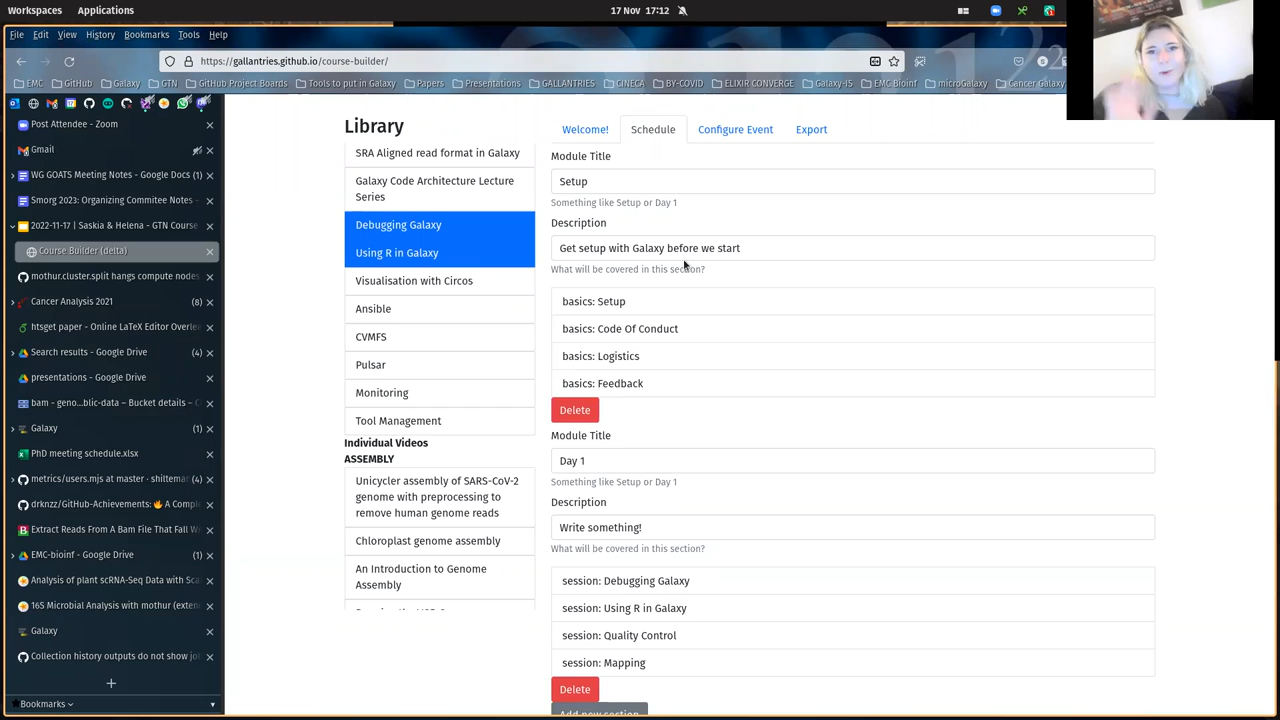 Workspaces Applications 17 Nov 17:12
File Edit View History Bookmarks Tools Help
https://gallantries.github.io/course-builder/
EMC GitHub Galaxy GTN GitHub Project Boards Tools to put in Galaxy Papers Presentations GALLANTRIES CINECA BY-COVID ELIXIR CONVERGE Galaxy-IS EMC Bioinf microGalaxy Cancer Galaxy
Post Attendee - Zoom
Gmail
WG GOATS Meeting Notes - Google Docs (1)
Smorg 2023: Organizing Commitee Notes -
2022-11-17 | Saskia & Helena - GTN Course
Course Builder (delta)
mothur.cluster.split hangs compute nodes
Cancer Analysis 2021 (8)
htsget paper - Online LaTeX Editor Overle
Search results - Google Drive (4)
presentations - Google Drive
bam - geno...blic-data – Bucket details – C
Galaxy (1)
PhD meeting schedule.xlsx
metrics/users.mjs at master · shiltemar (4)
drknzz/GitHub-Achievements: 🔥 A Comple
Extract Reads From A Bam File That Fall Wi
EMC-bioinf - Google Drive (1)
Analysis of plant scRNA-Seq Data with Sca
16S Microbial Analysis with mothur (exten
Galaxy
Collection history outputs do not show jo
+
Bookmarks
Library
SRA Aligned read format in Galaxy
Galaxy Code Architecture Lecture
Series
Debugging Galaxy
Using R in Galaxy
Visualisation with Circos
Ansible
CVMFS
Pulsar
Monitoring
Tool Management
Individual Videos
ASSEMBLY
Unicycler assembly of SARS-CoV-2
genome with preprocessing to
remove human genome reads
Chloroplast genome assembly
An Introduction to Genome
Assembly
Welcome! Schedule Configure Event Export
Module Title
Setup
Something like Setup or Day 1
Description
Get setup with Galaxy before we start
What will be covered in this section?
basics: Setup
basics: Code Of Conduct
basics: Logistics
basics: Feedback
Delete
Module Title
Day 1
Something like Setup or Day 1
Description
Write something!
What will be covered in this section?
session: Debugging Galaxy
session: Using R in Galaxy
session: Quality Control
session: Mapping
Delete
Add new section